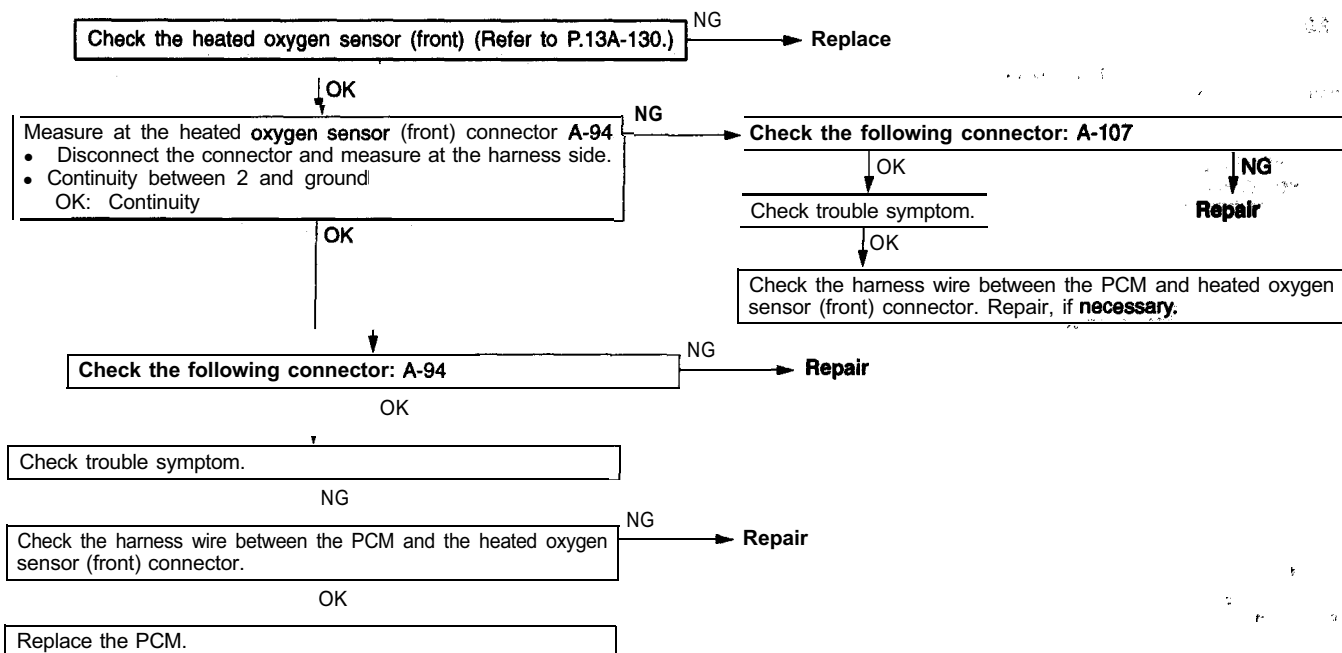 Check the heated oxygen sensor (front) (Refer to P.13A-130.)
NG
Replace
OK
Measure at the heated oxygen sensor (front) connector A-94
• Disconnect the connector and measure at the harness side.
• Continuity between 2 and ground
OK: Continuity
NG
Check the following connector: A-107
OK
NG
Check trouble symptom.
Repair
OK
Check the harness wire between the PCM and heated oxygen
sensor (front) connector. Repair, if necessary.
OK
Check the following connector: A-94
NG
Repair
OK
Check trouble symptom.
NG
Check the harness wire between the PCM and the heated oxygen
sensor (front) connector.
NG
Repair
OK
Replace the PCM.